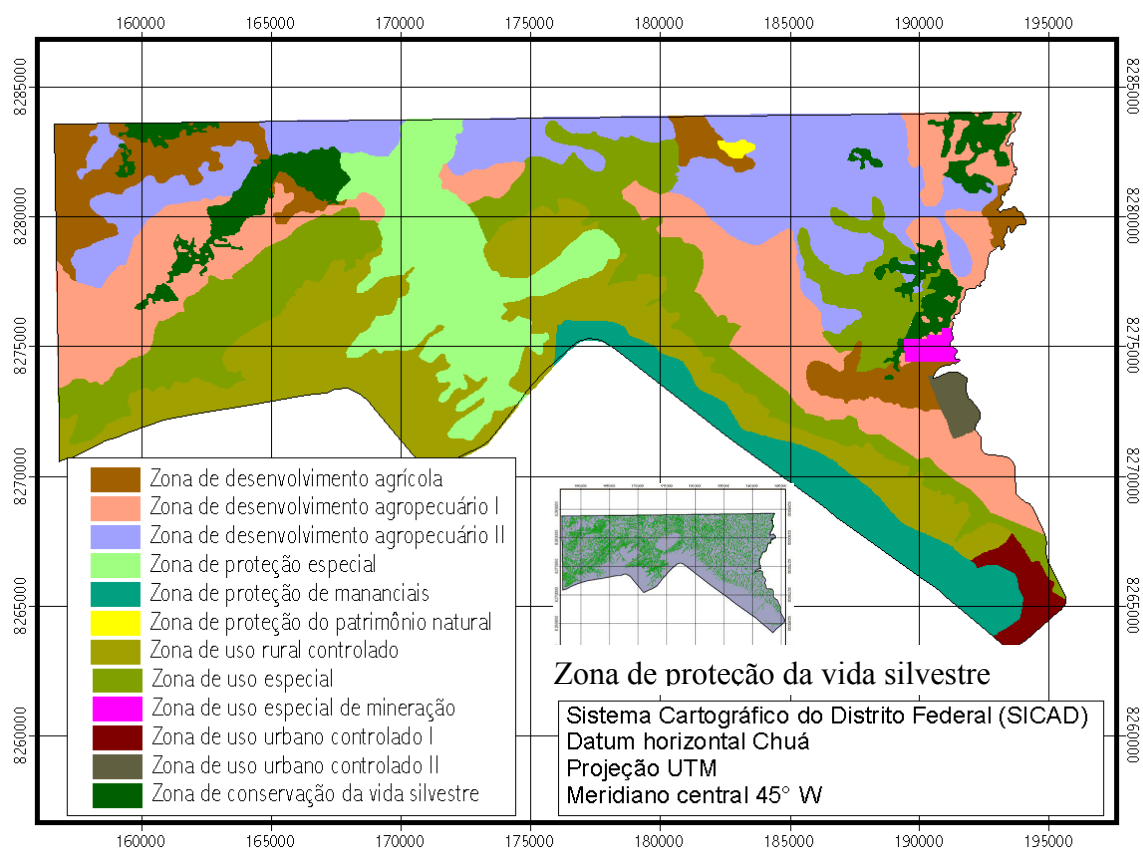 160000 165000 170000 175000 180000 185000 190000 195000
8285000 8285000
8280000 8280000
8275000 8275000
8270000 8270000
8265000 8265000
8260000 8260000
Zona de desenvolvimento agrícola
Zona de desenvolvimento agropecuário I
Zona de desenvolvimento agropecuário II
Zona de proteção especial
Zona de proteção de mananciais
Zona de proteção do patrimônio natural
Zona de uso rural controlado
Zona de uso especial
Zona de uso especial de mineração
Zona de uso urbano controlado I
Zona de uso urbano controlado II
Zona de conservação da vida silvestre
Zona de proteção da vida silvestre
Sistema Cartográfico do Distrito Federal (SICAD)
Datum horizontal Chuá
Projeção UTM
Meridiano central 45° W
160000 165000 170000 175000 180000 185000 190000 195000